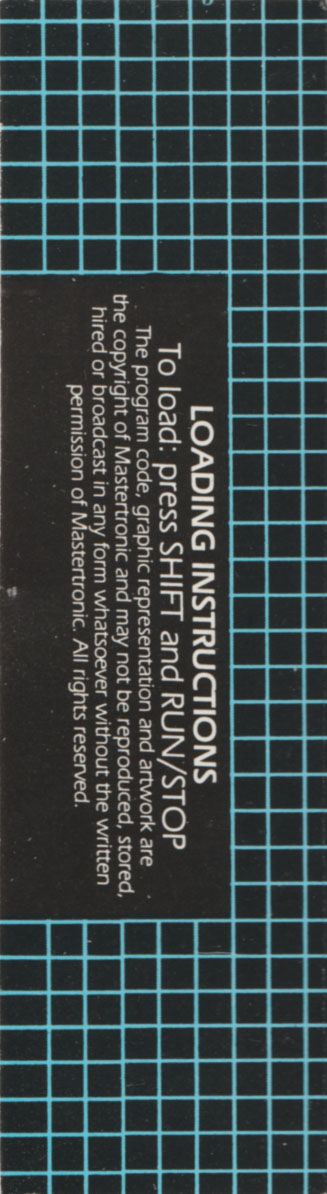 LOADING INSTRUCTIONS
To load: press SHIFT and RUN/STOP
The program code, graphic representation and artwork are
the copyright of Mastertronic and may not be reproduced, stored,
hired or broadcast in any form whatsoever without the written
permission of Mastertronic. All rights reserved.